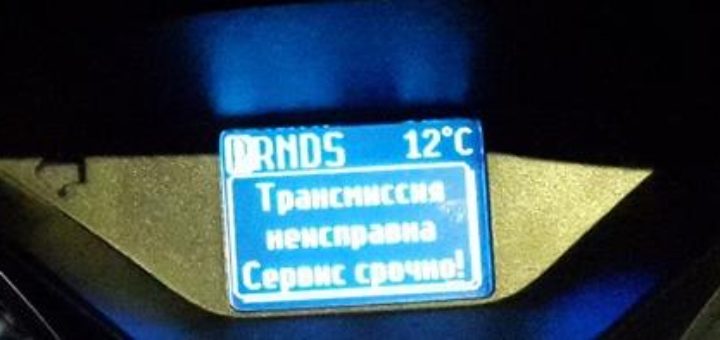 PRNDS 12°C
Трансмиссия
неисправна
Сервис срочно!